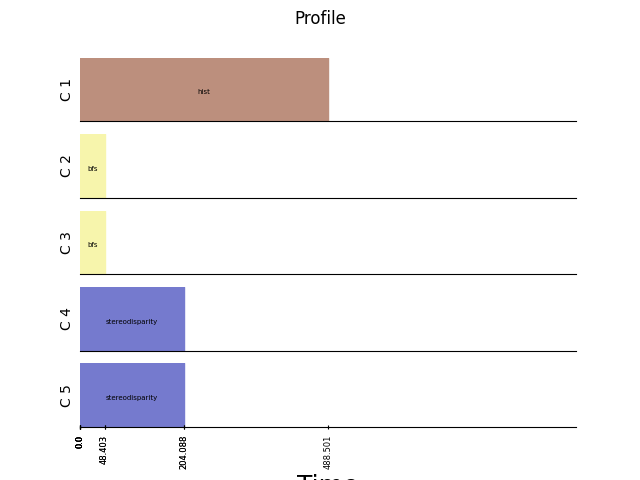 Profile
C 1
hist
C 2
bfs
C 3
bfs
C 4
stereodisparity
C 5
stereodisparity
0.0
48.403
204.088
488.501
Time